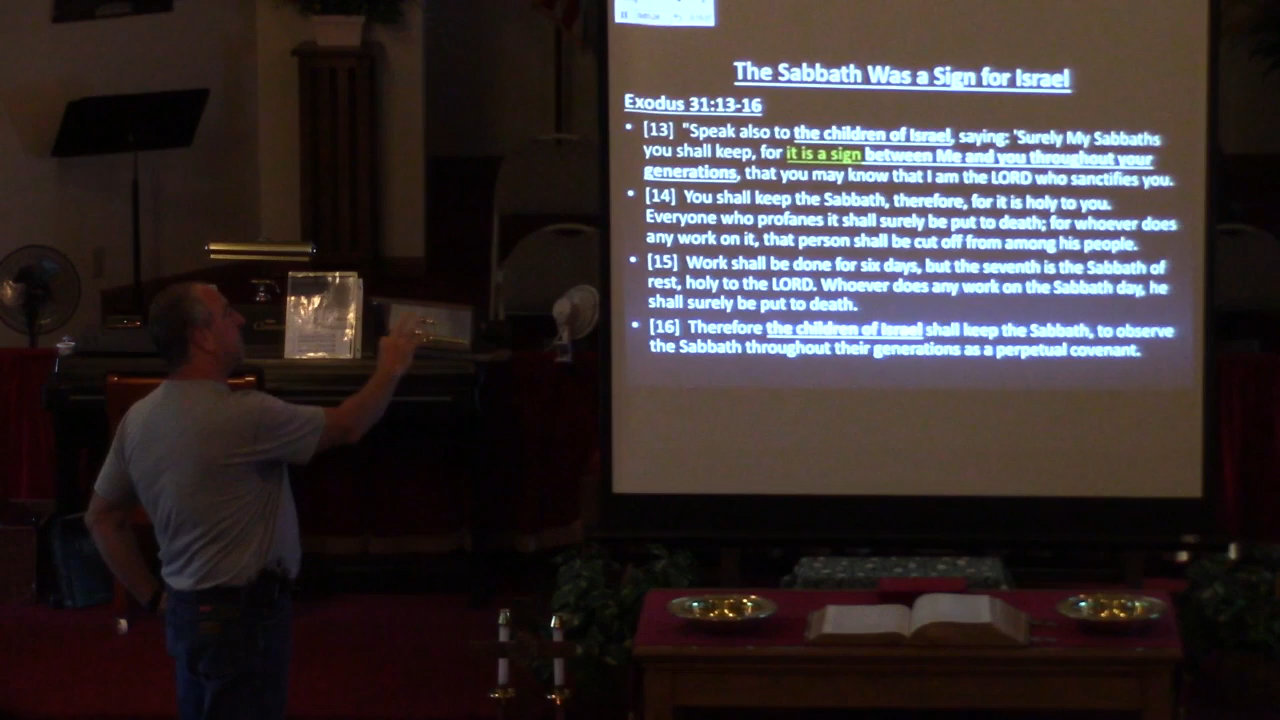 The Sabbath Was a Sign for Israel
Exodus 31:13-16
• [13] "Speak also to the children of Israel, saying: 'Surely My Sabbaths
you shall keep, for it is a sign between Me and you throughout your
generations, that you may know that I am the LORD who sanctifies you.
• [14] You shall keep the Sabbath, therefore, for it is holy to you.
Everyone who profanes it shall surely be put to death; for whoever does
any work on it, that person shall be cut off from among his people.
• [15] Work shall be done for six days, but the seventh is the Sabbath of
rest, holy to the LORD. Whoever does any work on the Sabbath day, he
shall surely be put to death.
• [16] Therefore the children of Israel shall keep the Sabbath, to observe
the Sabbath throughout their generations as a perpetual covenant.